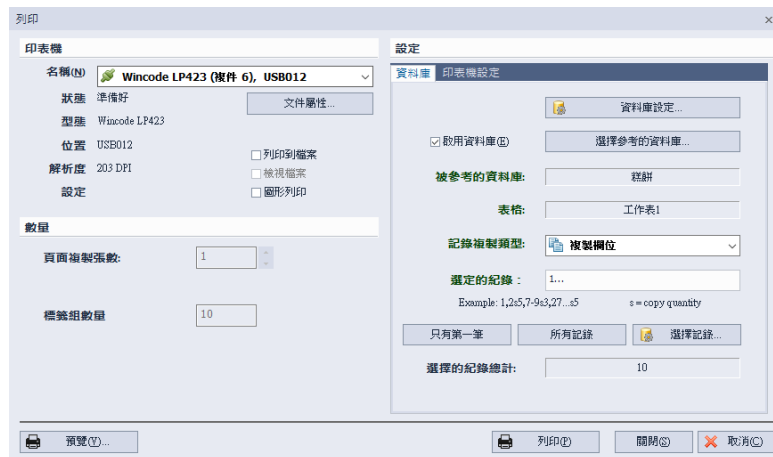 列印
印表機
名稱(N) Wincode LP423 (複件 6), USB012
狀態 準備好
文件屬性...
型態 Wincode LP423
位置 USB012
列印到檔案
解析度 203 DPI
檢視檔案
設定
圖形列印
數量
頁面複製張數: 1
標籤組數量 10
設定
資料庫 印表機設定
資料庫設定...
啟用資料庫(E) 選擇參考的資料庫...
被參考的資料庫: 糕餅
表格: 工作表1
記錄複製類型: 複製欄位
選定的紀錄: 1...
Example: 1,2s5,7-9s3,27...s5 s = copy quantity
只有第一筆 所有記錄 選擇記錄...
選擇的紀錄總計: 10
預覽(V)... 列印(P) 關閉(S) 取消(C)